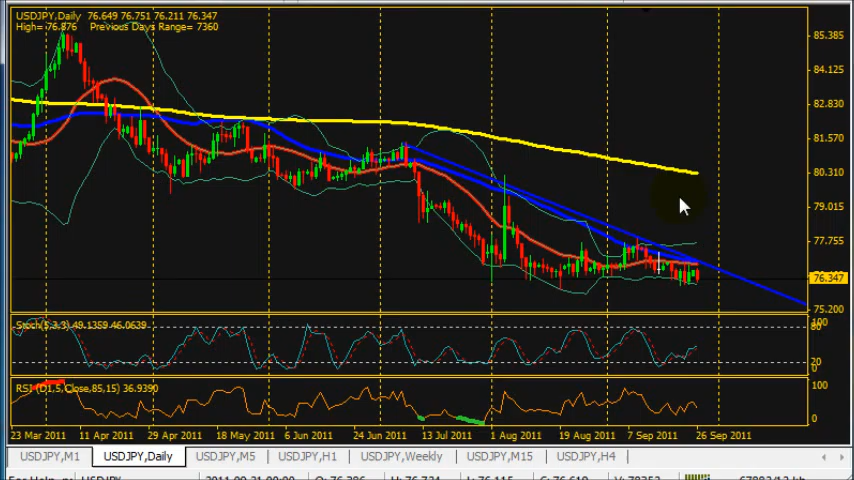 USDJPY,Daily 76.649 76.751 76.211 76.347
High= 76.876 Previous Days Range= 7360
85.385
84.125
82.830
81.570
80.310
79.015
77.755
76.347
75.200
Stoch(5,3,3) 49.1359 46.0639
100
80
20
0
RSI (D1,5,Close,85,15) 36.9390
100
0
23 Mar 2011 11 Apr 2011 29 Apr 2011 18 May 2011 6 Jun 2011 24 Jun 2011 13 Jul 2011 1 Aug 2011 19 Aug 2011 7 Sep 2011 26 Sep 2011
USDJPY,M1 USDJPY,Daily USDJPY,M5 USDJPY,H1 USDJPY,Weekly USDJPY,M15 USDJPY,H4